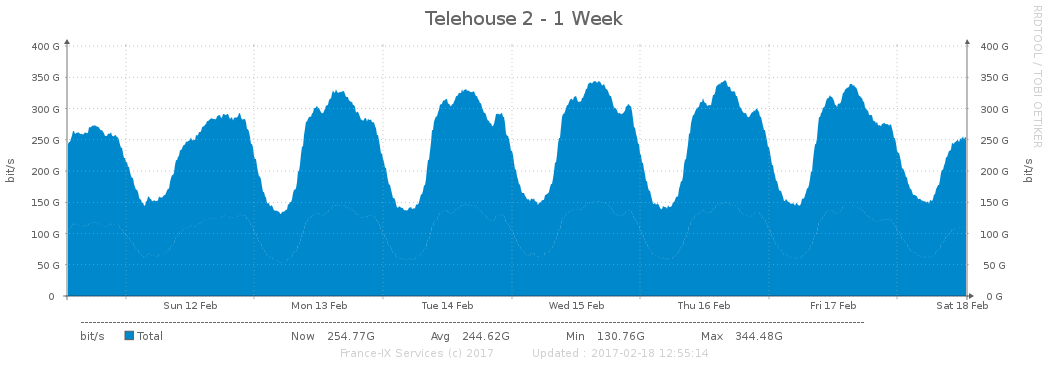 Telehouse 2 - 1 Week
RRDTOOL / TOBI OETIKER
400 G 400 G
350 G 350 G
300 G 300 G
250 G 250 G
200 G 200 G
150 G 150 G
100 G 100 G
50 G 50 G
0 0 G
bit/s bit/s
Sun 12 Feb Mon 13 Feb Tue 14 Feb Wed 15 Feb Thu 16 Feb Fri 17 Feb Sat 18 Feb
bit/s Total Now 254.77G Avg 244.62G Min 130.76G Max 344.48G
France-IX Services (c) 2017 Updated : 2017-02-18 12:55:14